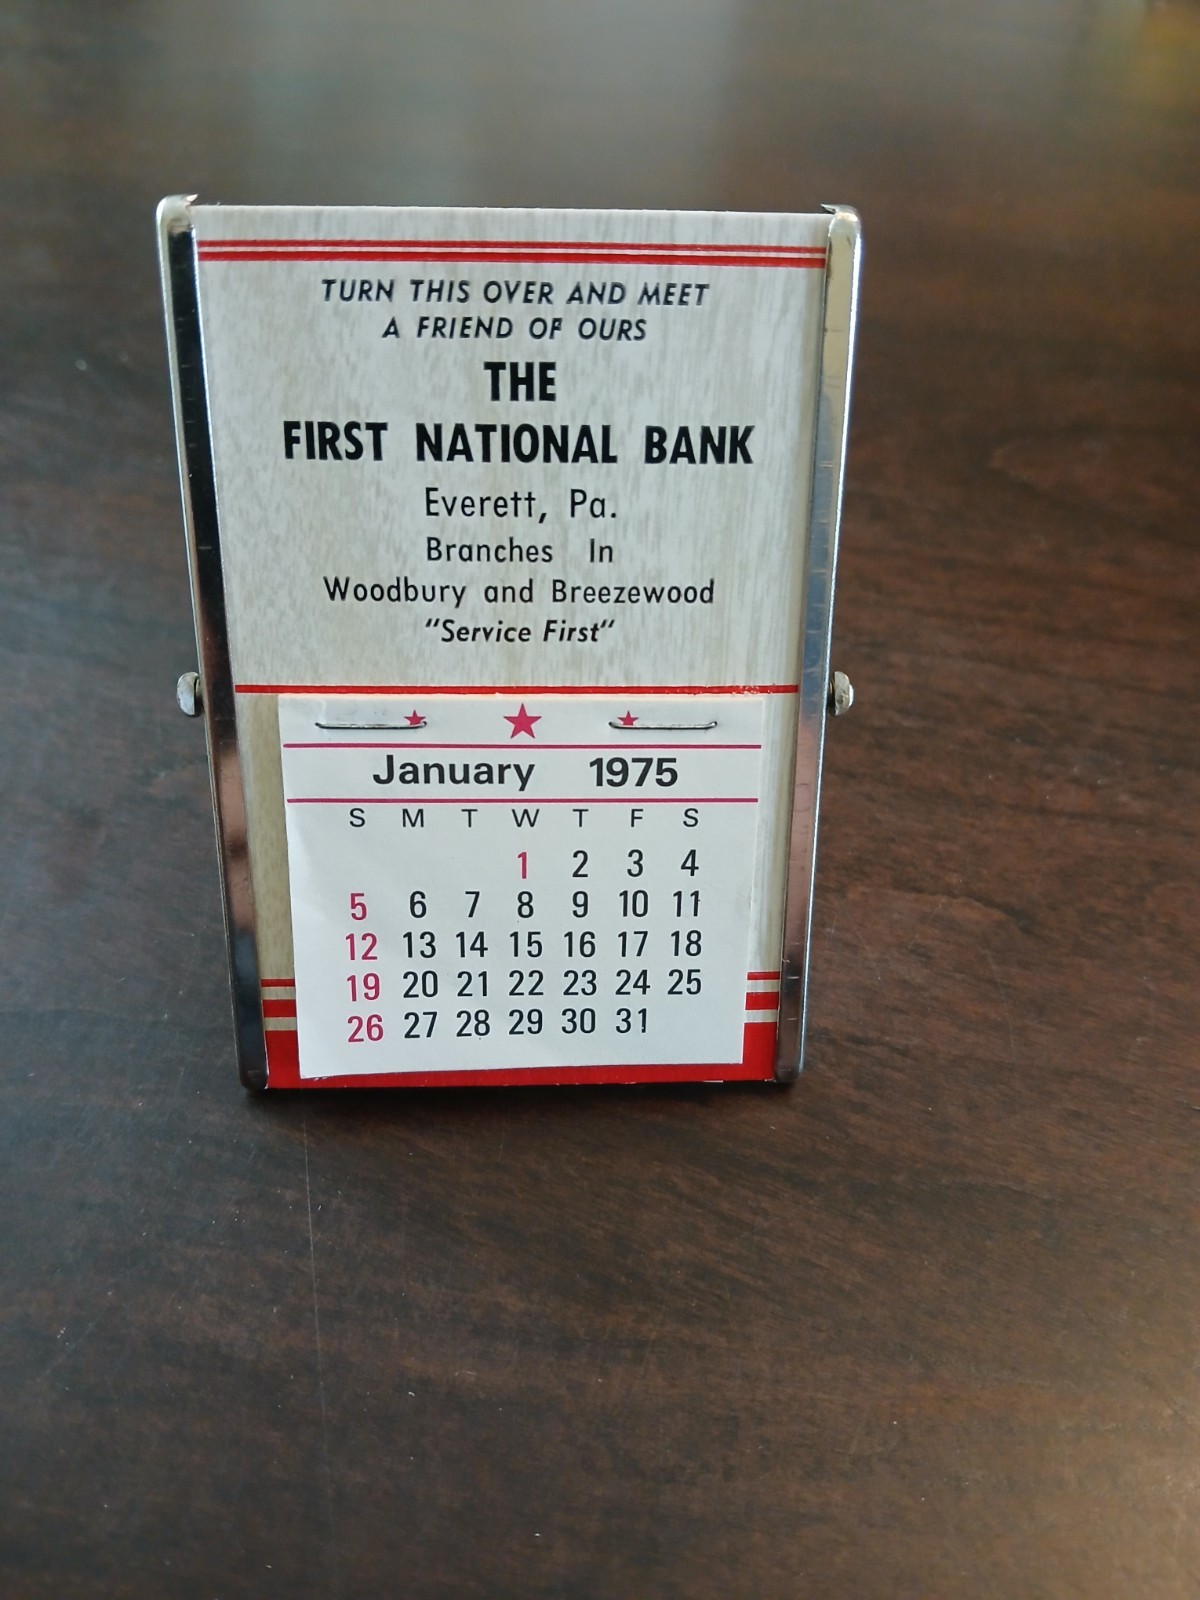 TURN THIS OVER AND MEET
A FRIEND OF OURS
THE
FIRST NATIONAL BANK
Everett, Pa.
Branches In
Woodbury and Breezewood
"Service First"
January 1975
S M T W T F S
1 2 3 4
5 6 7 8 9 10 11
12 13 14 15 16 17 18
19 20 21 22 23 24 25
26 27 28 29 30 31